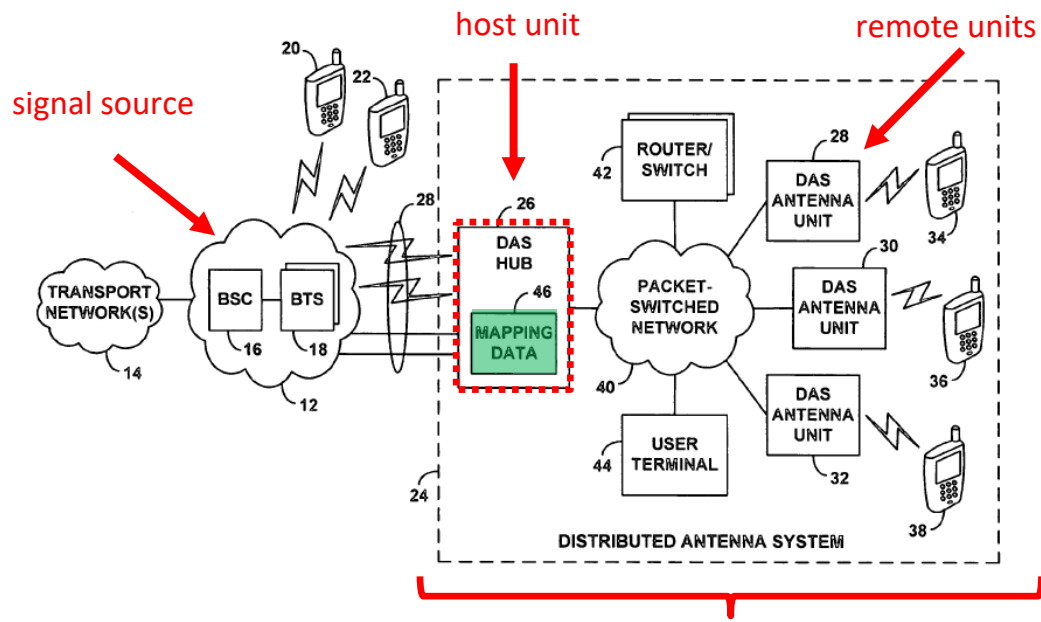 host unit
remote units
signal source
20
22
28
26
DAS
HUB
46
MAPPING
DATA
TRANSPORT
NETWORK(S)
14
BSC
16
BTS
18
12
42
ROUTER/
SWITCH
PACKET-
SWITCHED
NETWORK
40
44
USER
TERMINAL
28
DAS
ANTENNA
UNIT
34
30
DAS
ANTENNA
UNIT
36
DAS
ANTENNA
UNIT
32
38
24
DISTRIBUTED ANTENNA SYSTEM